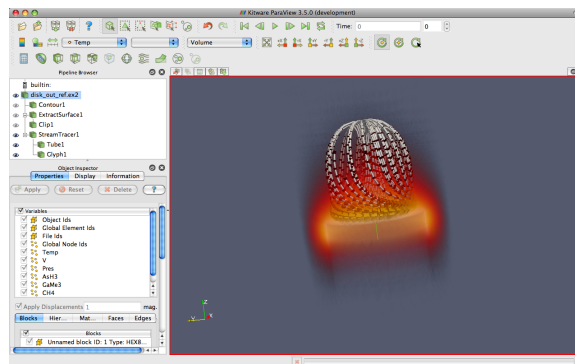 Kitware ParaView 3.5.0 (development)
Time: 0
0
Temp
Volume
Pipeline Browser
builtin:
disk_out_ref.ex2
Contour1
ExtractSurface1
Clip1
StreamTracer1
Tube1
Glyph1
Object Inspector
Properties Display Information
Apply Reset Delete ?
Variables
Object Ids
Global Element Ids
File Ids
Global Node Ids
Temp
V
Pres
AsH3
GaMe3
CH4
Apply Displacements 1 mag.
Blocks Hier... Mat... Faces Edges
Blocks
Unnamed block ID: 1 Type: HEX8...
Z
Y